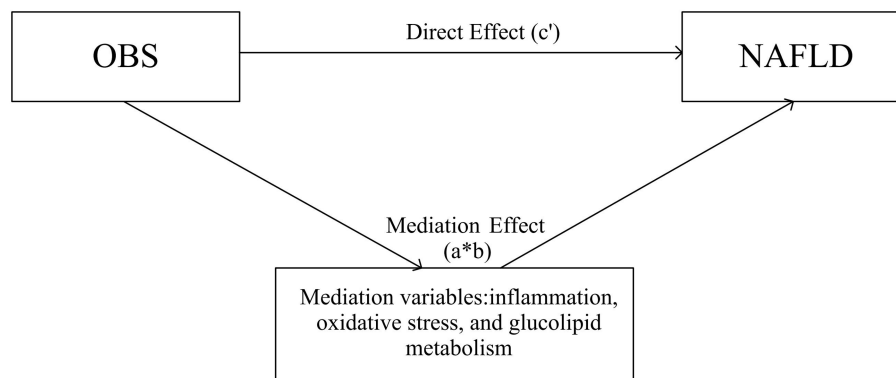 Direct Effect (c')
OBS
NAFLD
Mediation Effect
(a*b)
Mediation variables:inflammation,
oxidative stress, and glucolipid
metabolism